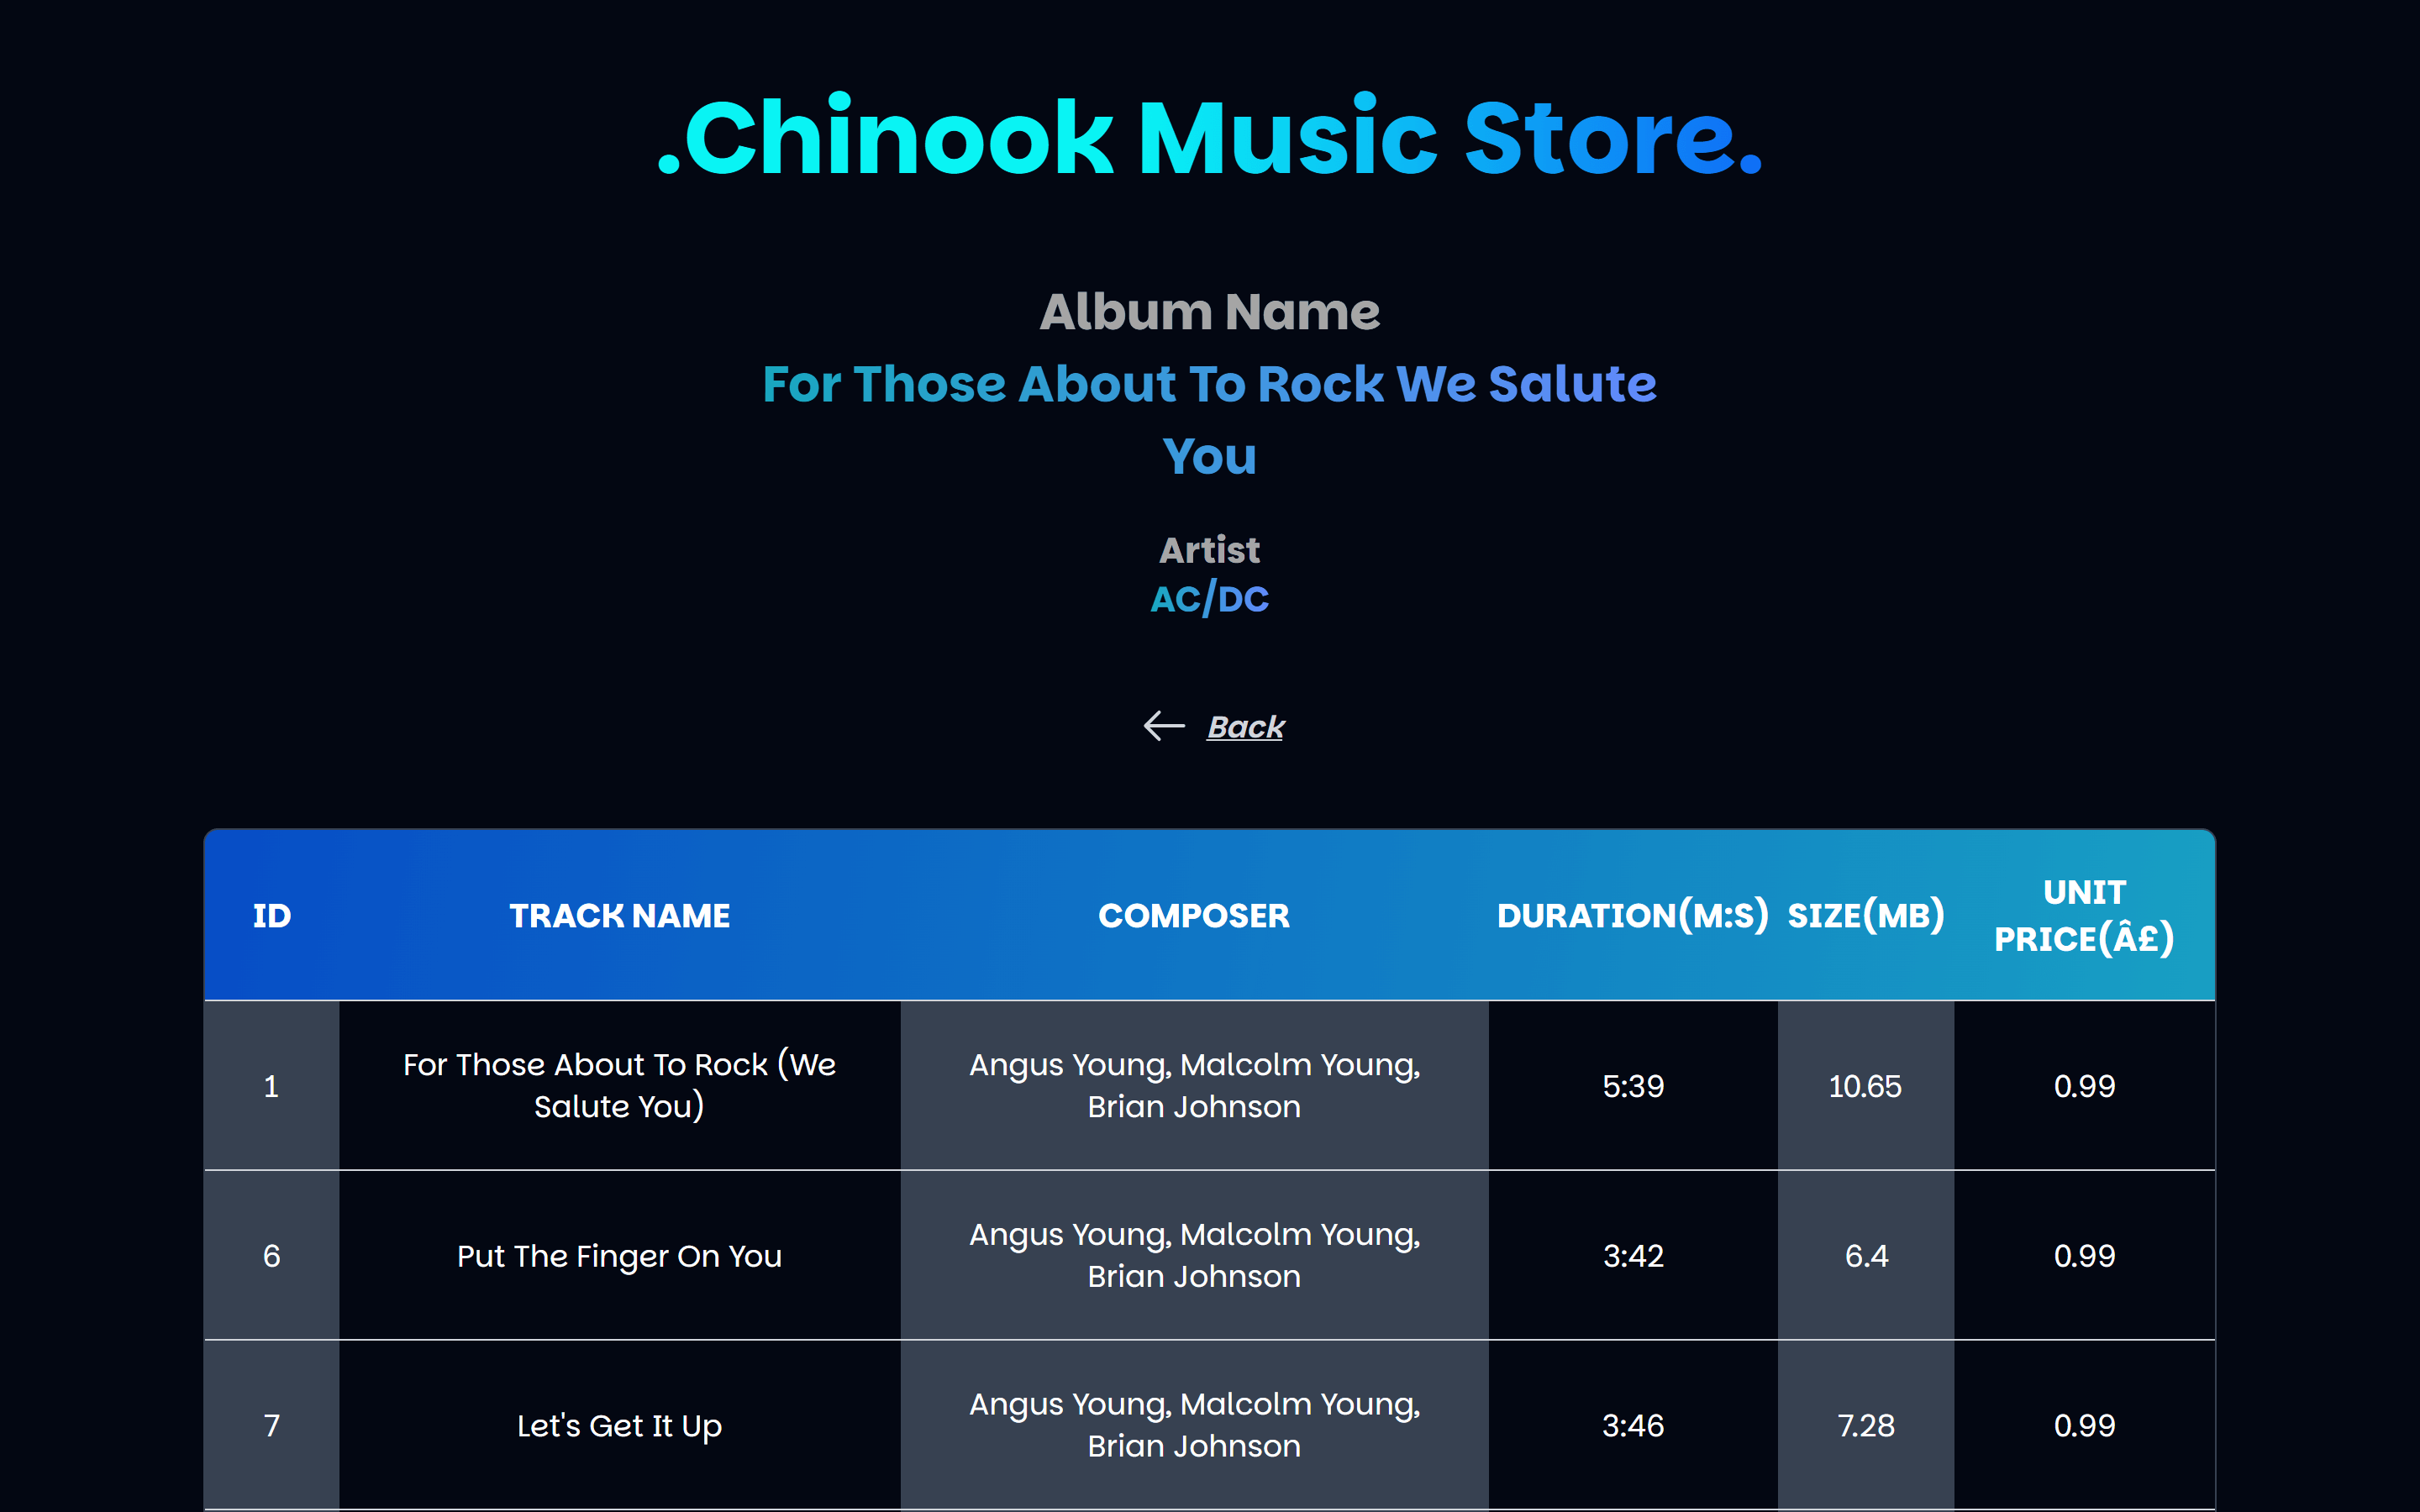 .Chinook Music Store.
Album Name
For Those About To Rock We Salute
You
Artist
AC/DC
Back
ID TRACK NAME COMPOSER DURATION(M:S) SIZE(MB) UNIT
PRICE(Â£)
1 For Those About To Rock (We
Salute You) Angus Young, Malcolm Young,
Brian Johnson 5:39 10.65 0.99
6 Put The Finger On You Angus Young, Malcolm Young,
Brian Johnson 3:42 6.4 0.99
7 Let's Get It Up Angus Young, Malcolm Young,
Brian Johnson 3:46 7.28 0.99